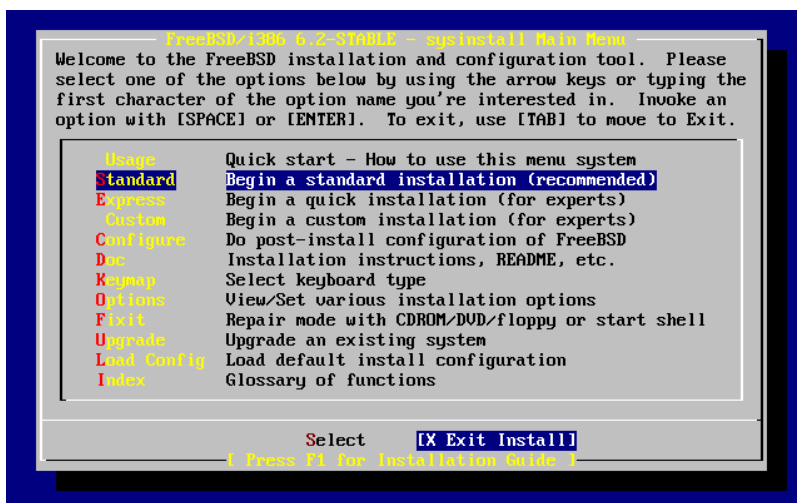 FreeBSD/i386 6.2-STABLE - sysinstall Main Menu
Welcome to the FreeBSD installation and configuration tool.  Please
select one of the options below by using the arrow keys or typing the
first character of the option name you're interested in.  Invoke an
option with [SPACE] or [ENTER].  To exit, use [TAB] to move to Exit.
Usage Quick start - How to use this menu system
Standard Begin a standard installation (recommended)
Express Begin a quick installation (for experts)
Custom Begin a custom installation (for experts)
Configure Do post-install configuration of FreeBSD
Doc Installation instructions, README, etc.
Keymap Select keyboard type
Options View/Set various installation options
Fixit Repair mode with CDROM/DVD/floppy or start shell
Upgrade Upgrade an existing system
Load Config Load default install configuration
Index Glossary of functions
Select [X Exit Install]
[ Press F1 for Installation Guide ]